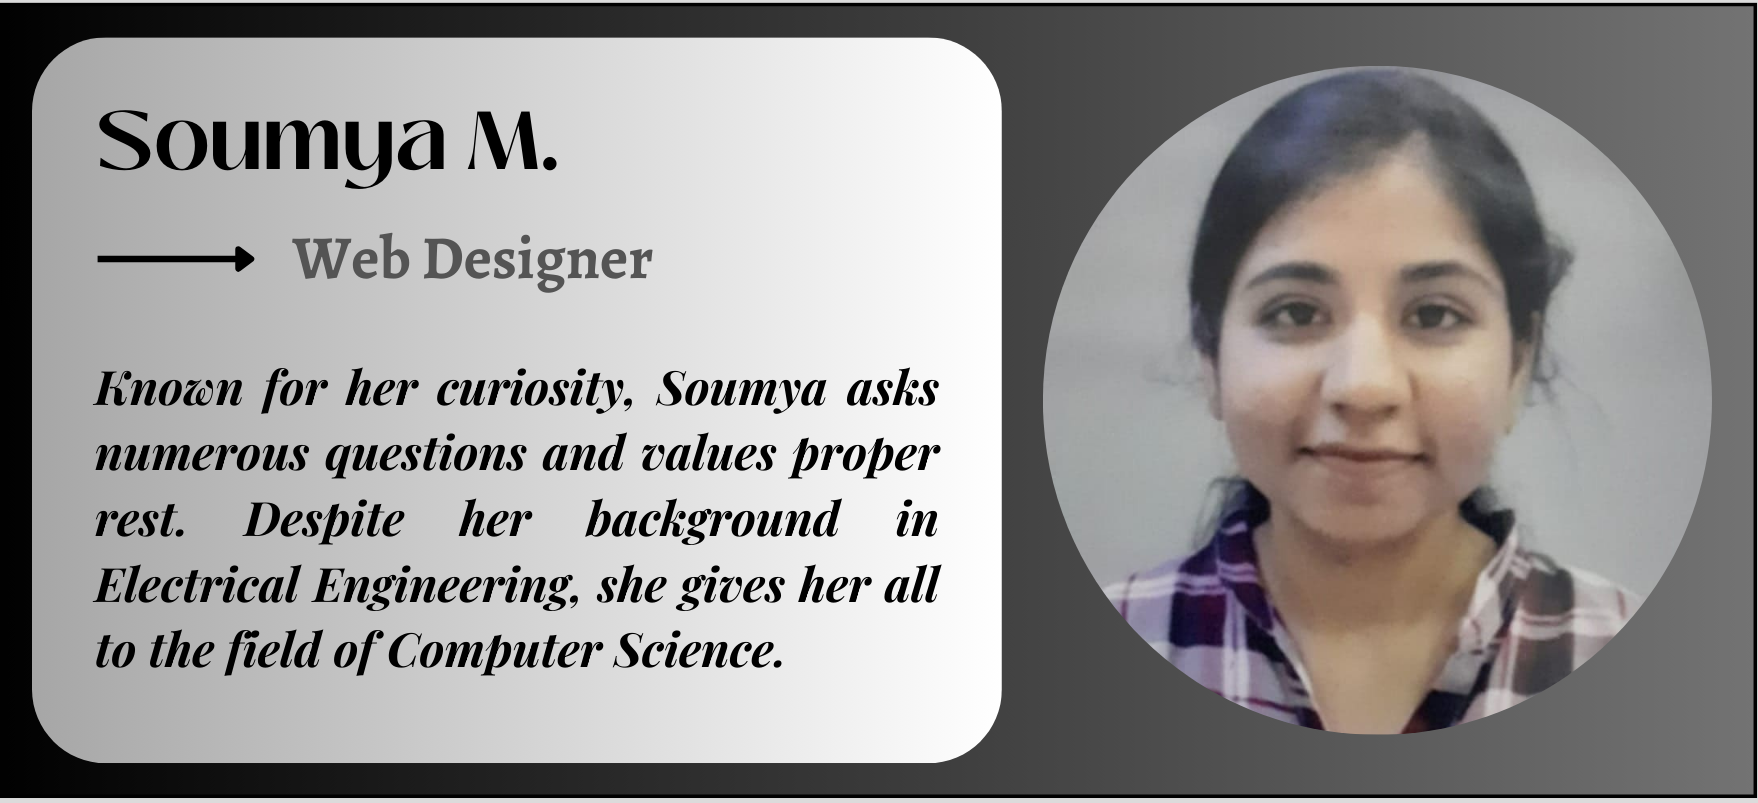 Soumya M.
Web Designer
Known for her curiosity, Soumya asks
numerous questions and values proper
rest. Despite her background in
Electrical Engineering, she gives her all
to the field of Computer Science.